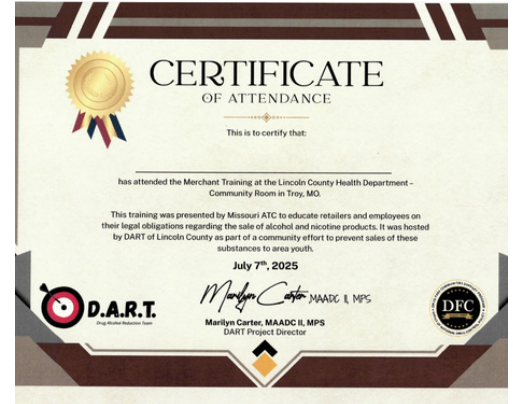 CERTIFICATE
OF ATTENDANCE
This is to certify that:
has attended the Merchant Training at the Lincoln County Health Department -
Community Room in Troy, MO.
This training was presented by Missouri ATC to educate retailers and employees on
their legal obligations regarding the sale of alcohol and nicotine products. It was hosted
by DART of Lincoln County as part of a community effort to prevent sales of these
substances to area youth.
July 7th, 2025
Marilyn Carter MAADC II, MPS
Marilyn Carter, MAADC II, MPS
DART Project Director
D.A.R.T.
Drug Alcohol Reduction Team
DFC